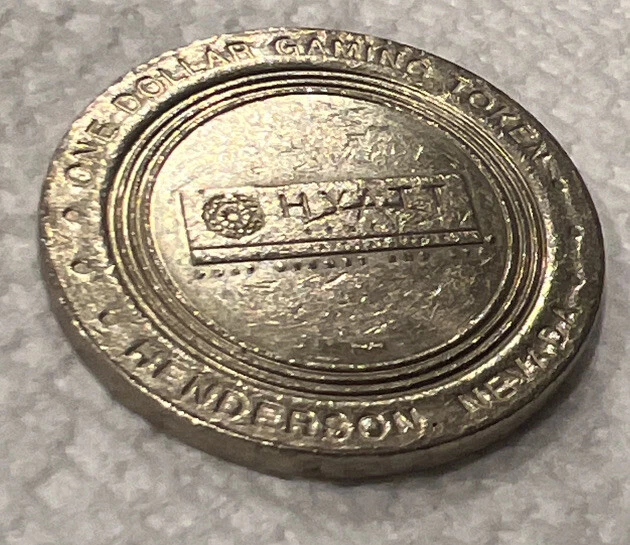 ONE DOLLAR GAMING TOKEN
HYATT
HENDERSON, NEVADA